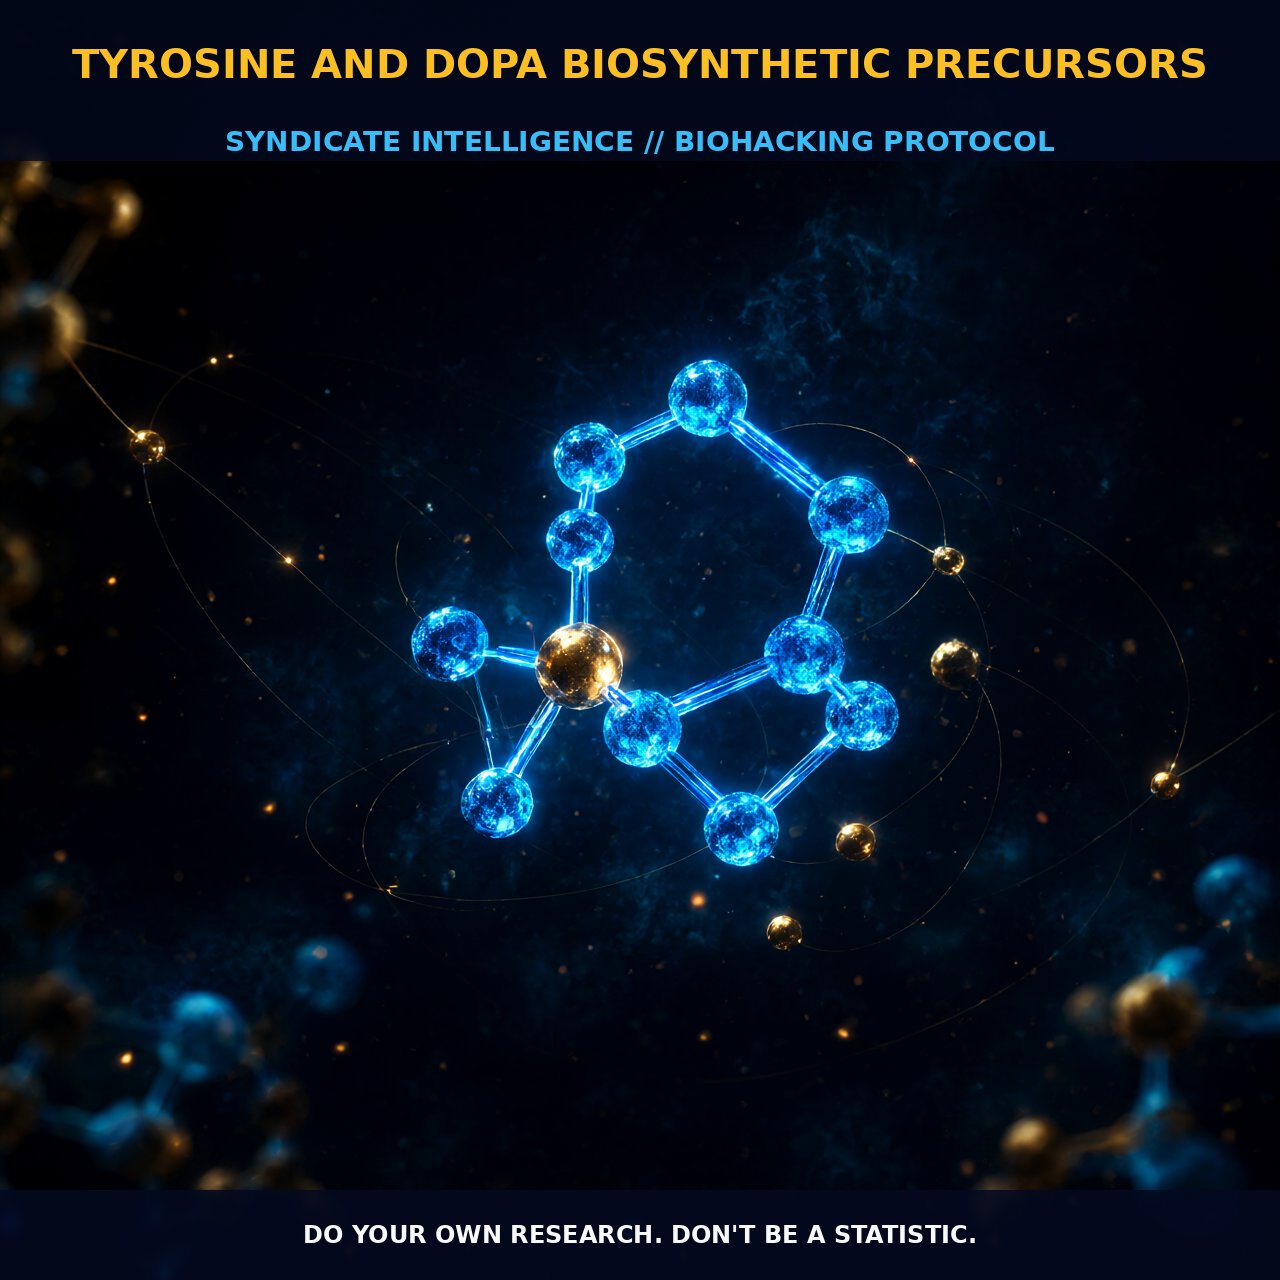 TYROSINE AND DOPA BIOSYNTHETIC PRECURSORS
SYNDICATE INTELLIGENCE // BIOHACKING PROTOCOL
DO YOUR OWN RESEARCH. DON'T BE A STATISTIC.